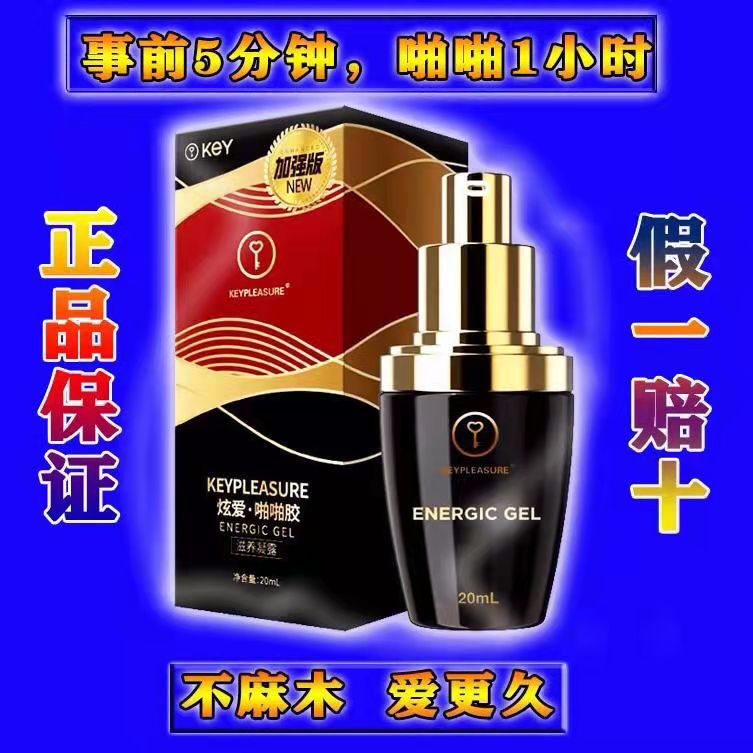 事前5分钟，啪啪1小时
正品保证
假一赔十
KEY
ENHANCED
加强版
NEW
KEYPLEASURE®
KEYPLEASURE
炫爱·啪啪胶
ENERGIC GEL
滋养凝露
净含量:20mL
KEYPLEASURE®
ENERGIC GEL
20mL
不麻木 爱更久